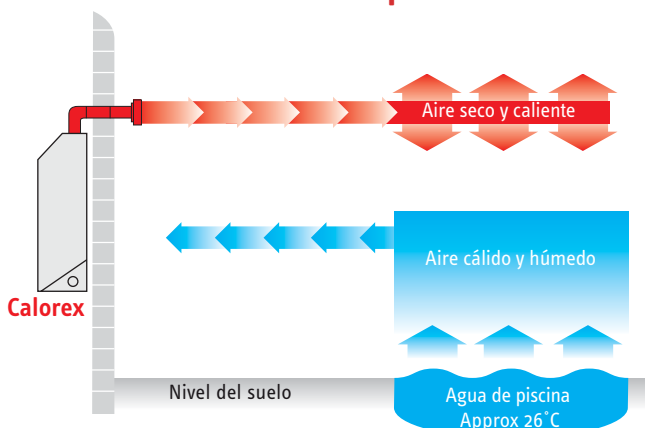 Aire seco y caliente
Aire cálido y húmedo
Calorex
Nivel del suelo
Agua de piscina
Approx 26˚C